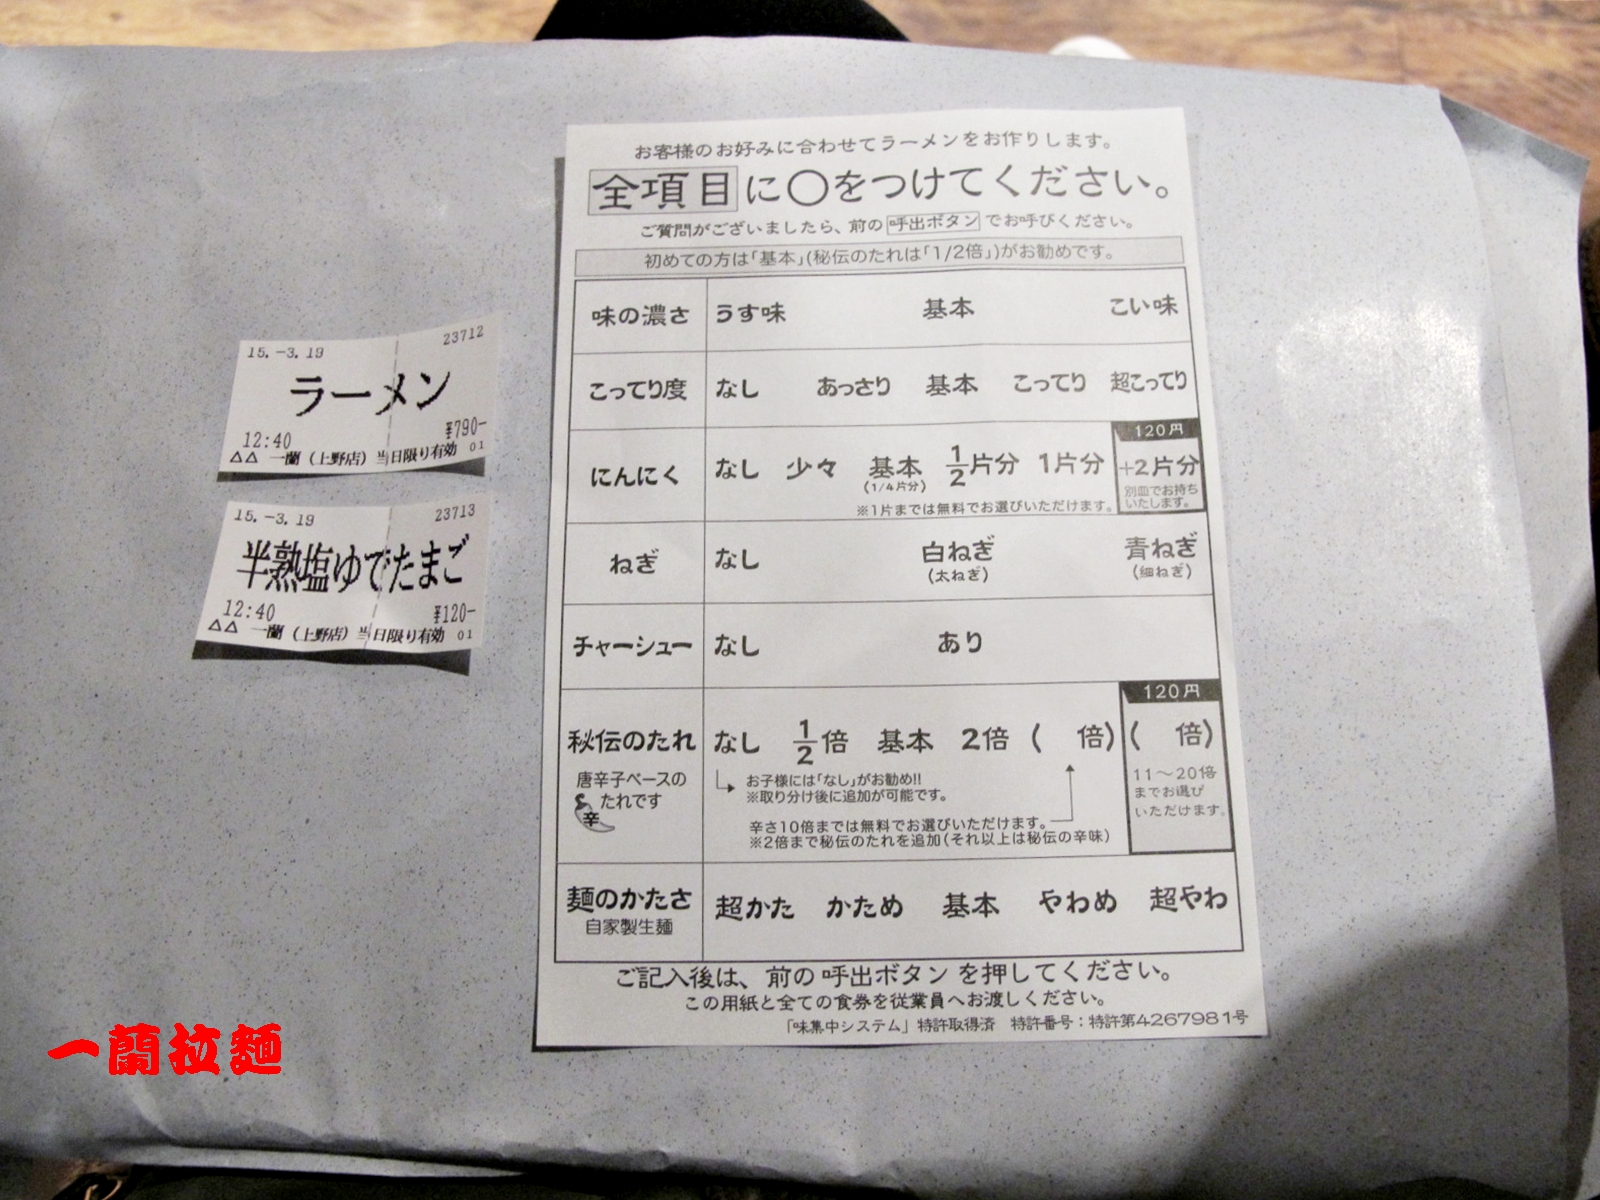 15.-3.19 23712
ラーメン
12:40 ¥790-
△△ 一蘭（上野店）当日限り有効 01
15.-3.19 23713
半熟塩ゆでたまご
12:40 ¥120-
△△ 一蘭（上野店）当日限り有効 01
お客様のお好みに合わせてラーメンをお作りします。
全項目に〇をつけてください。
ご質問がございましたら、前の 呼出ボタン でお呼びください。
初めての方は「基本」(秘伝のたれは「1/2倍」)がお勧めです。
味の濃さ うす味 基本 こい味
こってり度 なし あっさり 基本 こってり 超こってり
120円
にんにく なし 少々 基本 1/2片分 1片分 +2片分
(1/4片分) 別皿でお持ち
いたします。
※1片までは無料でお選びいただけます。
ねぎ なし 白ねぎ 青ねぎ
(太ねぎ) (細ねぎ)
チャーシュー なし あり
120円
秘伝のたれ なし 1/2倍 基本 2倍 ( 倍) ( 倍)
唐辛子ベースの
たれです
辛
お子様には「なし」がお勧め!!
※取り分け後に追加が可能です。
辛さ10倍までは無料でお選びいただけます。
※2倍まで秘伝のたれを追加(それ以上は秘伝の辛味)
11～20倍
までお選び
いただけます。
麺のかたさ 超かた かため 基本 やわめ 超やわ
自家製生麺
ご記入後は、前の 呼出ボタン を押してください。
この用紙と全ての食券を従業員へお渡しください。
「味集中システム」特許取得済 特許番号：特許第4267981号
一蘭拉麵